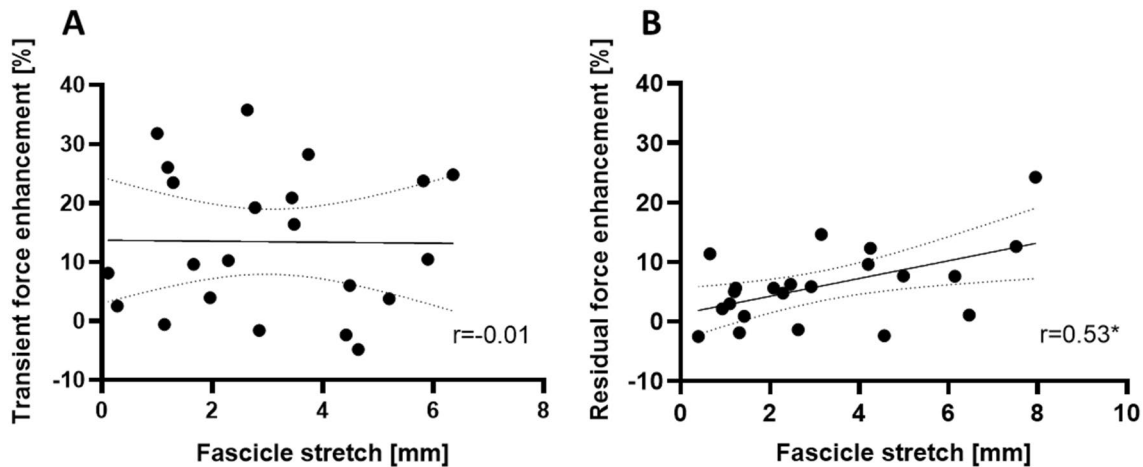 A
Transient force enhancement [%]
40
30
20
10
0
-10
r=-0.01
0
2
4
6
8
Fascicle stretch [mm]
B
Residual force enhancement [%]
40
30
20
10
0
-10
r=0.53*
0
2
4
6
8
10
Fascicle stretch [mm]